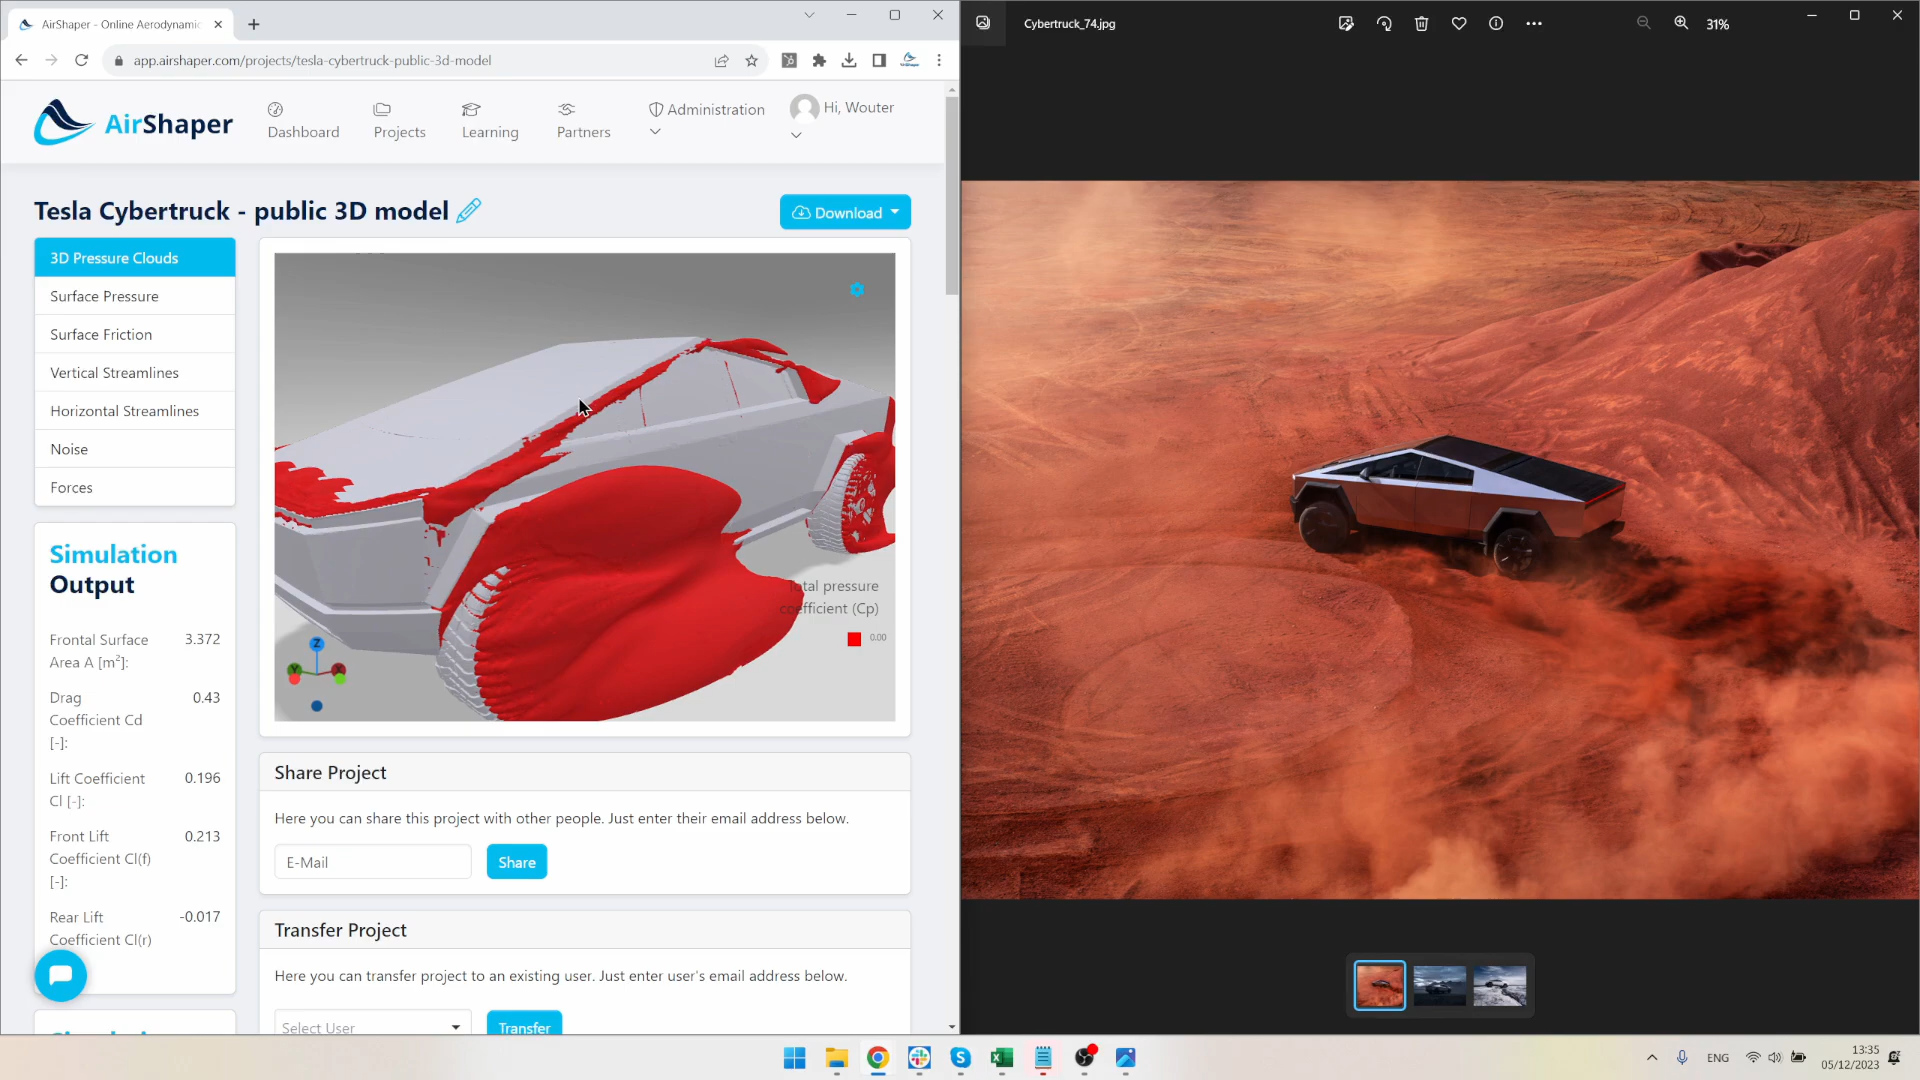 AirShaper - Online Aerodynamic
app.airshaper.com/projects/tesla-cybertruck-public-3d-model
AirShaper
Dashboard
Projects
Learning
Partners
Administration
Hi, Wouter
Tesla Cybertruck - public 3D model
Download
3D Pressure Clouds
Surface Pressure
Surface Friction
Vertical Streamlines
Horizontal Streamlines
Noise
Forces
Simulation
Output
Frontal Surface 3.372
Area A [m²]:
Drag 0.43
Coefficient Cd
[-]:
Lift Coefficient 0.196
Cl [-]:
Front Lift 0.213
Coefficient Cl(f)
[-]:
Rear Lift -0.017
Coefficient Cl(r)
Total pressure
coefficient (Cp)
0.00
Z
Y
X
Share Project
Here you can share this project with other people. Just enter their email address below.
E-Mail
Share
Transfer Project
Here you can transfer project to an existing user. Just enter user's email address below.
Select User
Transfer
Cybertruck_74.jpg
31%
ENG
13:35
05/12/2023